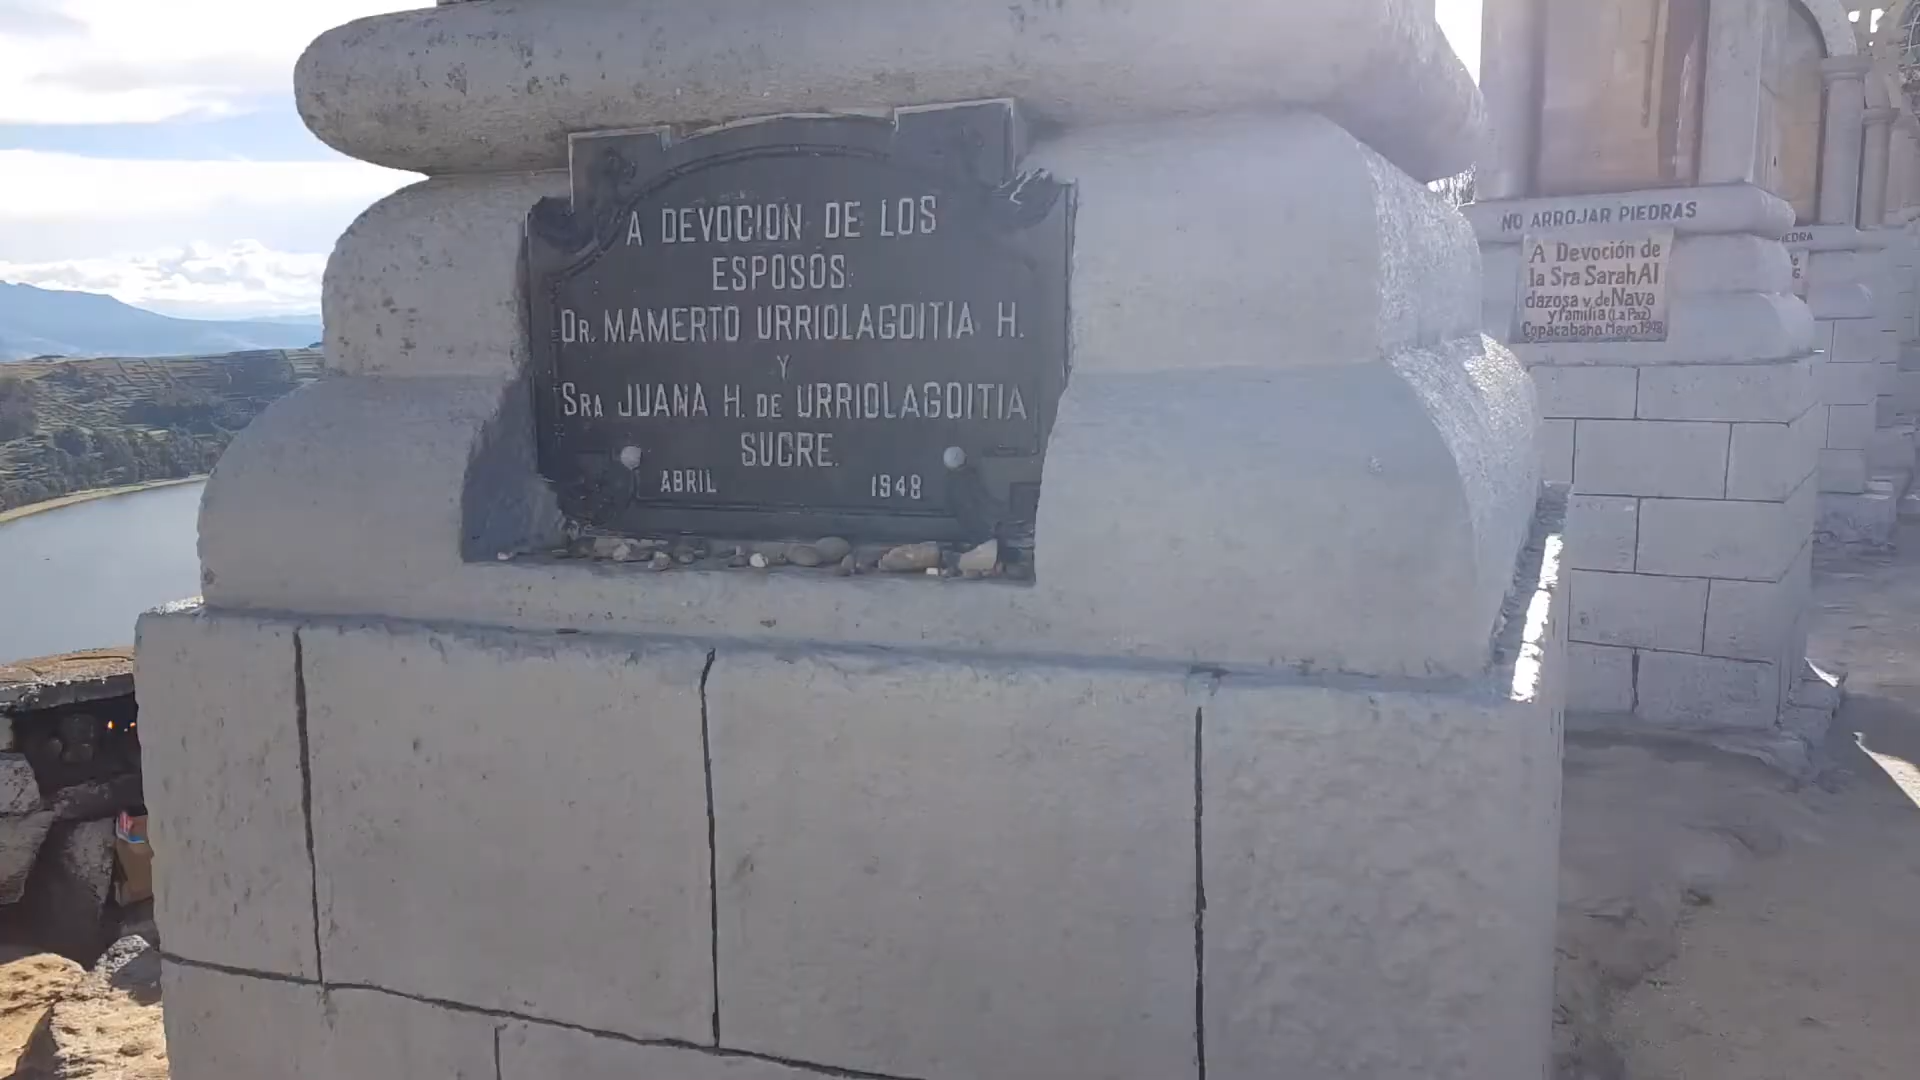 A DEVOCION DE LOS
ESPOSOS:
DR. MAMERTO URRIOLAGOITIA H.
Y
SRA JUANA H. DE URRIOLAGOITIA
SUCRE.
ABRIL 1948
NO ARROJAR PIEDRAS
A Devoción de
la Sra Sarah Al
dazosa v. de Nava
y familia (La Paz)
Copacabana Mayo 1948